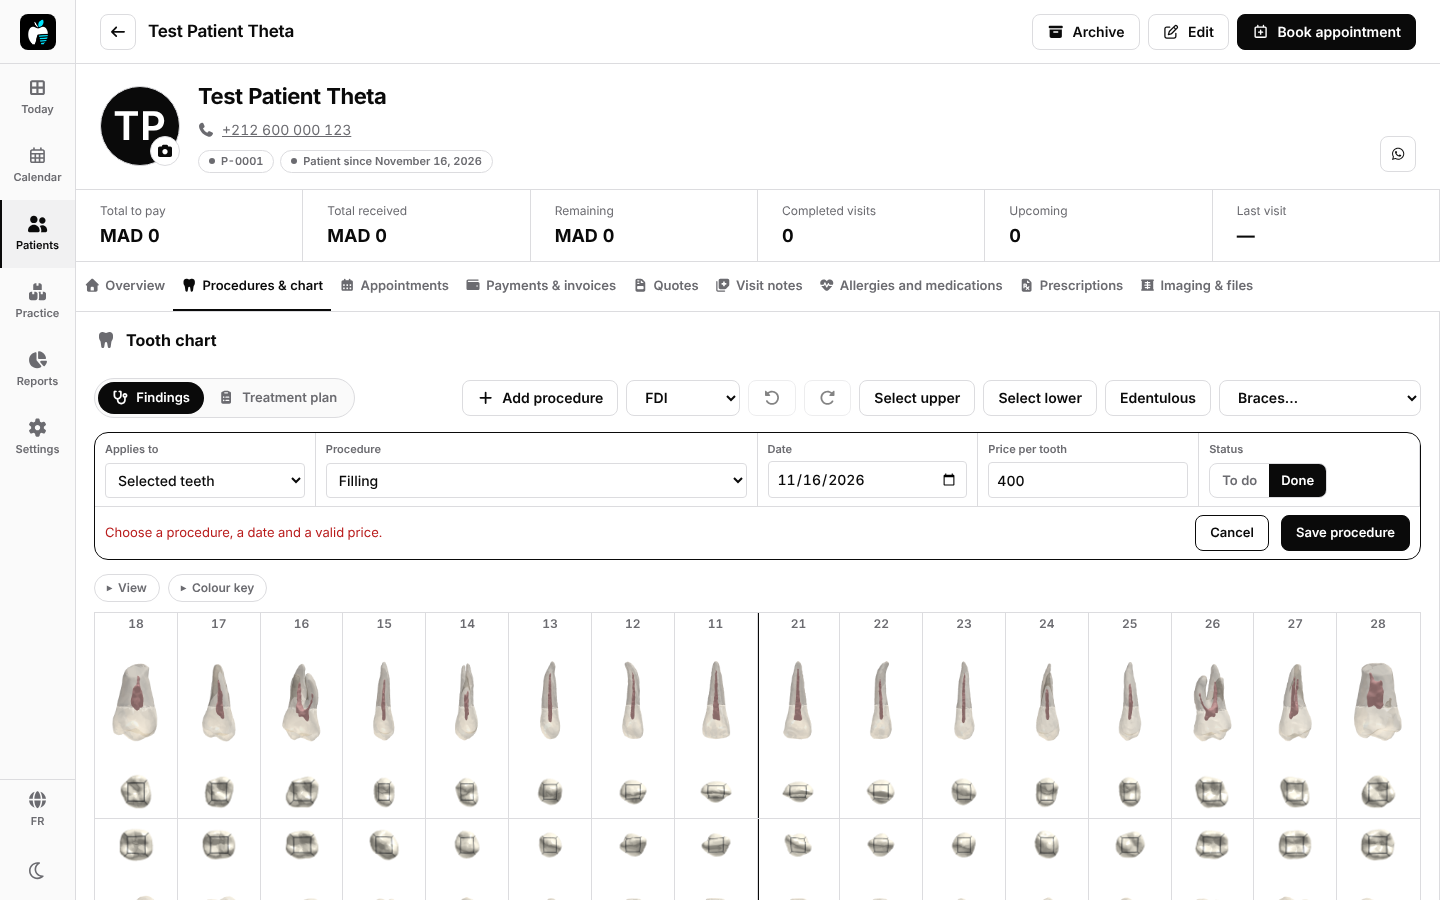 Test Patient Theta
Archive
Edit
Book appointment
Today
Calendar
Patients
Practice
Reports
Settings
FR
TP
Test Patient Theta
+212 600 000 123
P-0001
Patient since November 16, 2026
Total to pay
MAD 0
Total received
MAD 0
Remaining
MAD 0
Completed visits
0
Upcoming
0
Last visit
—
Overview
Procedures & chart
Appointments
Payments & invoices
Quotes
Visit notes
Allergies and medications
Prescriptions
Imaging & files
Tooth chart
Findings
Treatment plan
Add procedure
FDI
Select upper
Select lower
Edentulous
Braces...
Applies to
Selected teeth
Procedure
Filling
Date
11/16/2026
Price per tooth
400
Status
To do
Done
Choose a procedure, a date and a valid price.
Cancel
Save procedure
View
Colour key
18 17 16 15 14 13 12 11 21 22 23 24 25 26 27 28